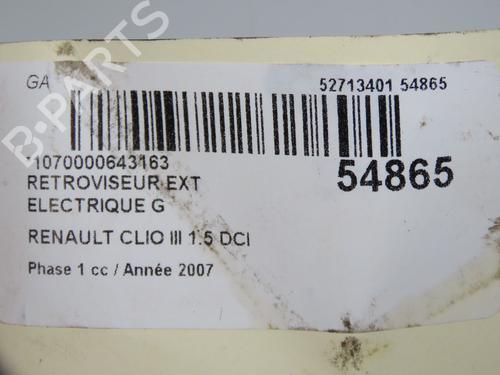 GA
52713401 54865
1070000643163
54865
RETROVISEUR EXT
ELECTRIQUE G
RENAULT CLIO III 1.5 DCI
Phase 1 cc / Année 2007
B-PARTS